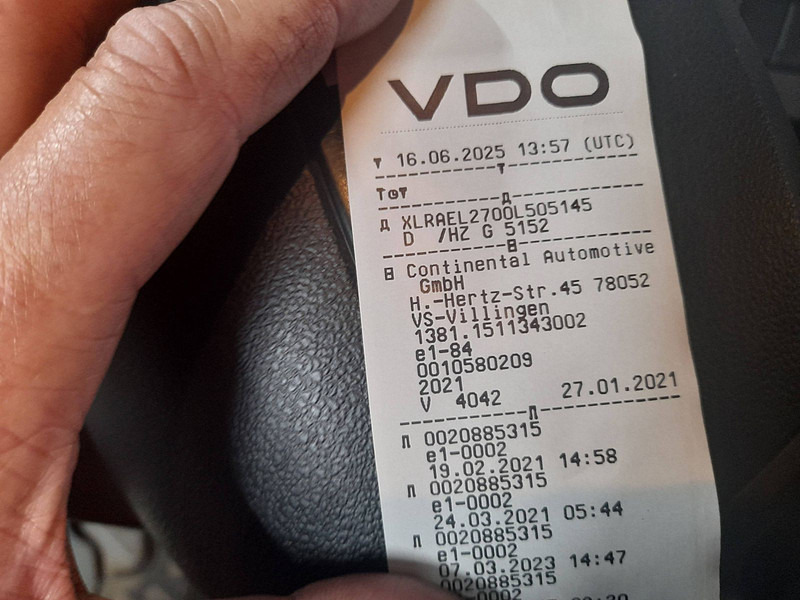 VDO
▼ 16.06.2025 13:57 (UTC)
----------▼----------
T⊙▼
----------Д----------
Д XLRAEL2700L505145
D /HZ G 5152
----------B----------
B Continental Automotive
GmbH
H.-Hertz-Str.45 78052
VS-Villingen
1381.1511343002
e1-84
0010580209
2021
V 4042 27.01.2021
----------П----------
П 0020885315
e1-0002
19.02.2021 14:58
П 0020885315
e1-0002
24.03.2021 05:44
П 0020885315
e1-0002
07.03.2023 14:47
0020885315
-0002